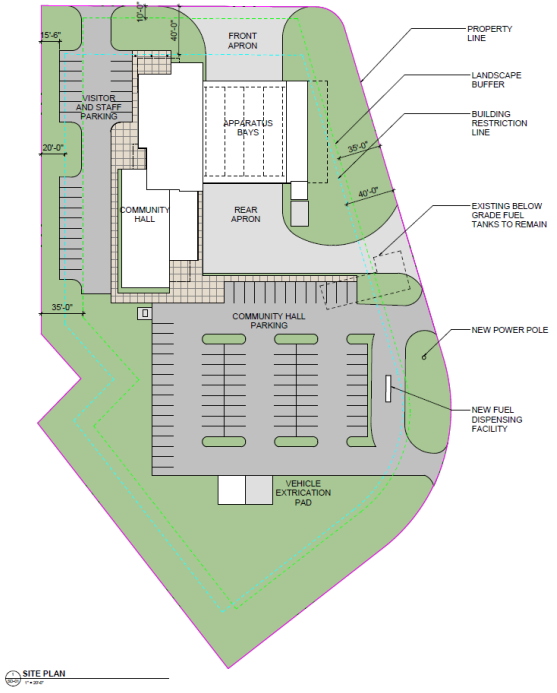 10'-0"
40'-0"
15'-6"
FRONT
APRON
PROPERTY
LINE
LANDSCAPE
BUFFER
VISITOR
AND STAFF
PARKING
APPARATUS
BAYS
BUILDING
RESTRICTION
LINE
35'-0"
20'-0"
40'-0"
COMMUNITY
HALL
REAR
APRON
EXISTING BELOW
GRADE FUEL
TANKS TO REMAIN
35'-0"
COMMUNITY HALL
PARKING
NEW POWER POLE
NEW FUEL
DISPENSING
FACILITY
VEHICLE
EXTRICATION
PAD
1
SITE PLAN